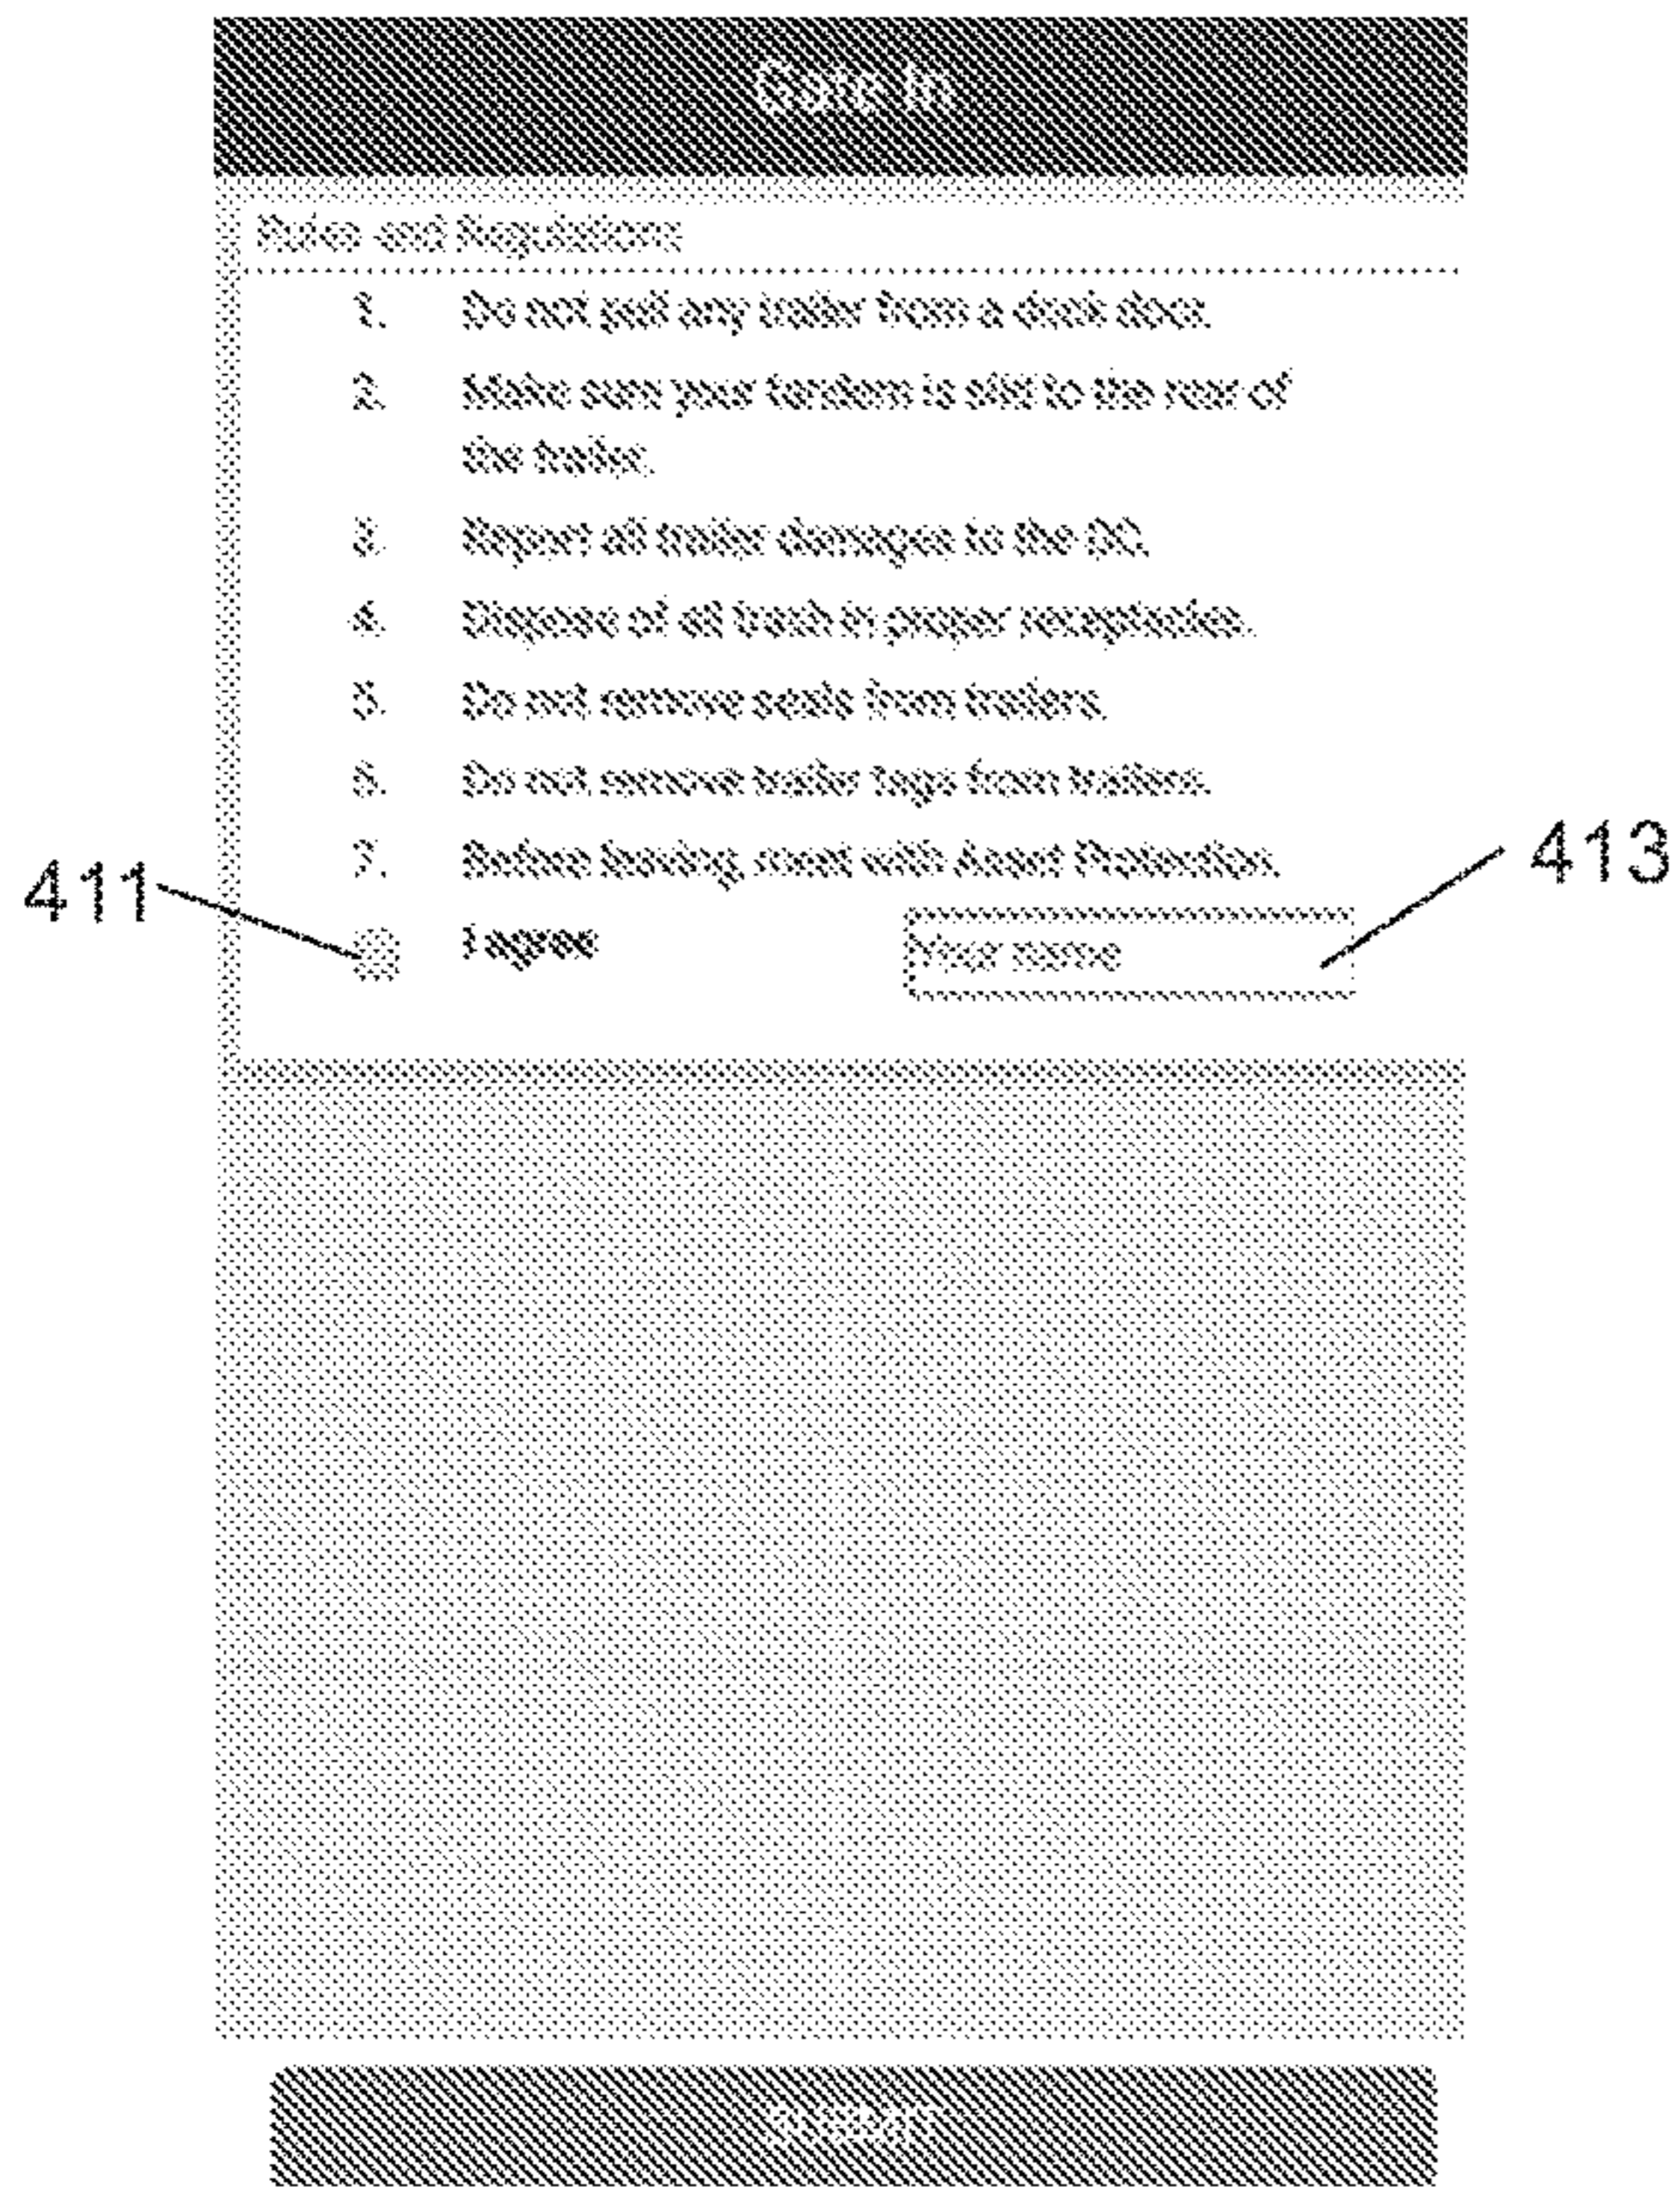 Gate In
Rules and Regulations
1. Do not pull any trailer from a dock door.
2. Make sure your tandem is slid to the rear of
the trailer.
3. Report all trailer damages to the DC.
4. Dispose of all trash in proper receptacles.
5. Do not remove seals from trailers.
6. Do not remove trailer tags from trailers.
7. Before leaving, meet with Asset Protection.
411
413
I agree
Your name